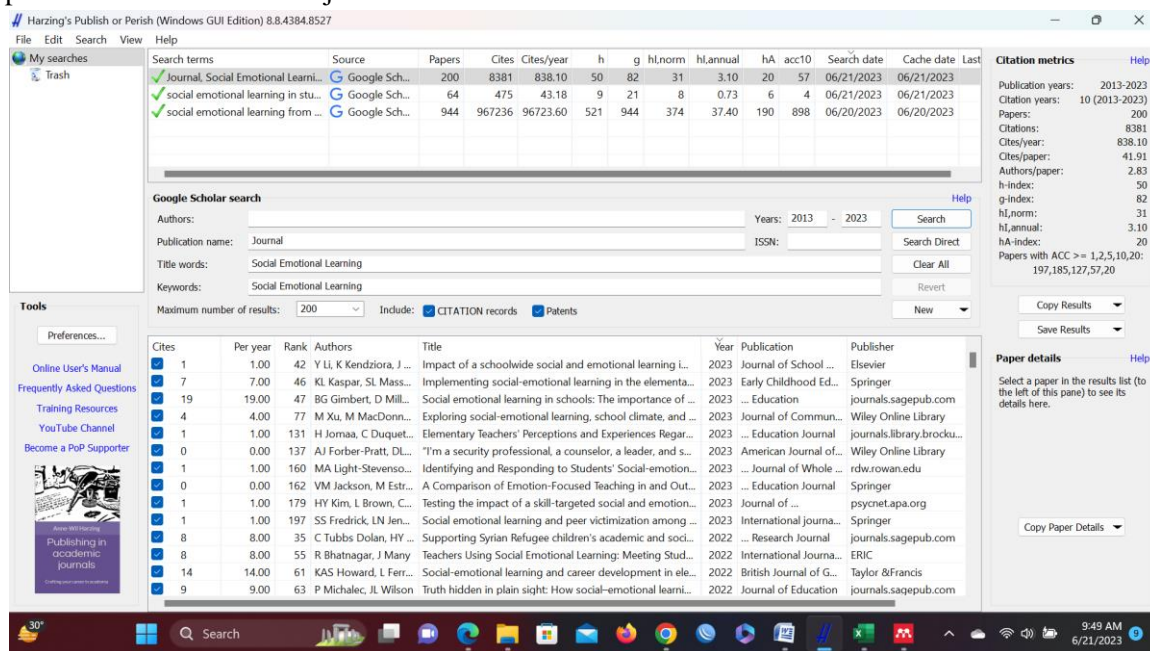 Harzing's Publish or Perish (Windows GUI Edition) 8.8.4384.8527
File Edit Search View Help
My searches
Trash
Search terms Source Papers Cites Cites/year h g hI,norm hI,annual hA acc10 Search date Cache date Last
Journal, Social Emotional Learni... Google Sch... 200 8381 838.10 50 82 31 3.10 20 57 06/21/2023 06/21/2023
social emotional learning in stu... Google Sch... 64 475 43.18 9 21 8 0.73 6 4 06/21/2023 06/21/2023
social emotional learning from ... Google Sch... 944 967236 96723.60 521 944 374 37.40 190 898 06/20/2023 06/20/2023
Google Scholar search Help
Authors: Years: 2013 - 2023 Search
Publication name: Journal ISSN: Search Direct
Title words: Social Emotional Learning Clear All
Keywords: Social Emotional Learning Revert
Maximum number of results: 200 Include: CITATION records Patents New
Cites Per year Rank Authors Title Year Publication Publisher
1 1.00 42 Y Li, K Kendziora, J ... Impact of a schoolwide social and emotional learning i... 2023 Journal of School ... Elsevier
7 7.00 46 KL Kaspar, SL Mass... Implementing social-emotional learning in the elementa... 2023 Early Childhood Ed... Springer
19 19.00 47 BG Gimbert, D Mill... Social emotional learning in schools: The importance of ... 2023 ... Education journals.sagepub.com
4 4.00 77 M Xu, M MacDonn... Exploring social-emotional learning, school climate, and ... 2023 Journal of Commun... Wiley Online Library
1 1.00 131 H Jomaa, C Duquet... Elementary Teachers' Perceptions and Experiences Regar... 2023 ... Education Journal journals.library.brocku...
0 0.00 137 AJ Forber-Pratt, DL... "I'm a security professional, a counselor, a leader, and s... 2023 American Journal of... Wiley Online Library
1 1.00 160 MA Light-Stevenso... Identifying and Responding to Students' Social-emotion... 2023 ... Journal of Whole ... rdw.rowan.edu
0 0.00 162 VM Jackson, M Estr... A Comparison of Emotion-Focused Teaching in and Out... 2023 ... Education Journal Springer
1 1.00 179 HY Kim, L Brown, C... Testing the impact of a skill-targeted social and emotion... 2023 Journal of ... psycnet.apa.org
1 1.00 197 SS Fredrick, LN Jen... Social emotional learning and peer victimization among ... 2023 International journa... Springer
8 8.00 35 C Tubbs Dolan, HY ... Supporting Syrian Refugee children's academic and soci... 2022 ... Research Journal journals.sagepub.com
8 8.00 55 R Bhatnagar, J Many Teachers Using Social Emotional Learning: Meeting Stud... 2022 International Journa... ERIC
14 14.00 61 KAS Howard, L Ferr... Social-emotional learning and career development in ele... 2022 British Journal of G... Taylor &Francis
9 9.00 63 P Michalec, JL Wilson Truth hidden in plain sight: How social–emotional learni... 2022 Journal of Education journals.sagepub.com
Tools
Preferences...
Online User's Manual
Frequently Asked Questions
Training Resources
YouTube Channel
Become a PoP Supporter
Anne-Wil Harzing
Publishing in
academic
journals
Citation metrics Help
Publication years: 2013-2023
Citation years: 10 (2013-2023)
Papers: 200
Citations: 8381
Cites/year: 838.10
Cites/paper: 41.91
Authors/paper: 2.83
h-index: 50
g-index: 82
hI,norm: 31
hI,annual: 3.10
hA-index: 20
Papers with ACC >= 1,2,5,10,20:
197,185,127,57,20
Copy Results
Save Results
Paper details Help
Select a paper in the results list (to
the left of this pane) to see its
details here.
Copy Paper Details
30°
Search
9:49 AM
6/21/2023
9